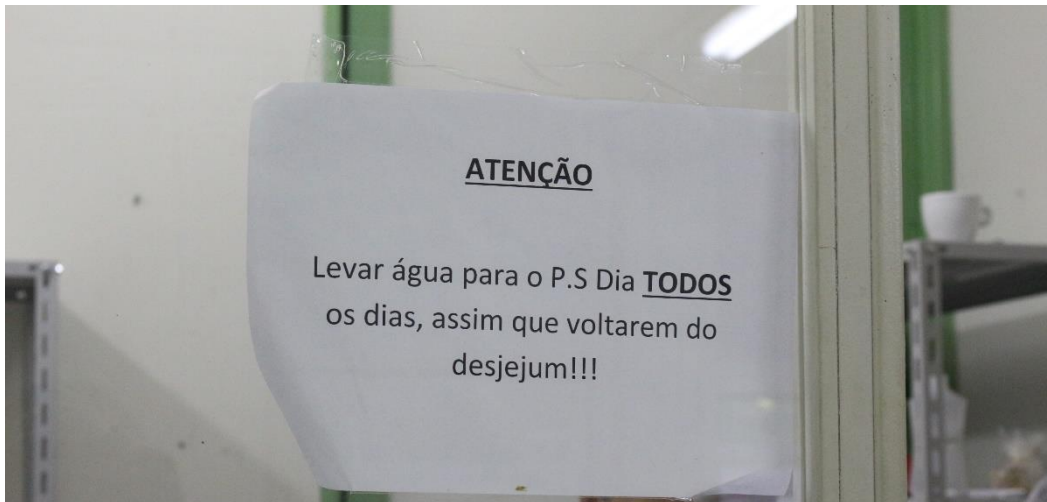 ATENÇÃO
Levar água para o P.S Dia TODOS
os dias, assim que voltarem do
desjejum!!!